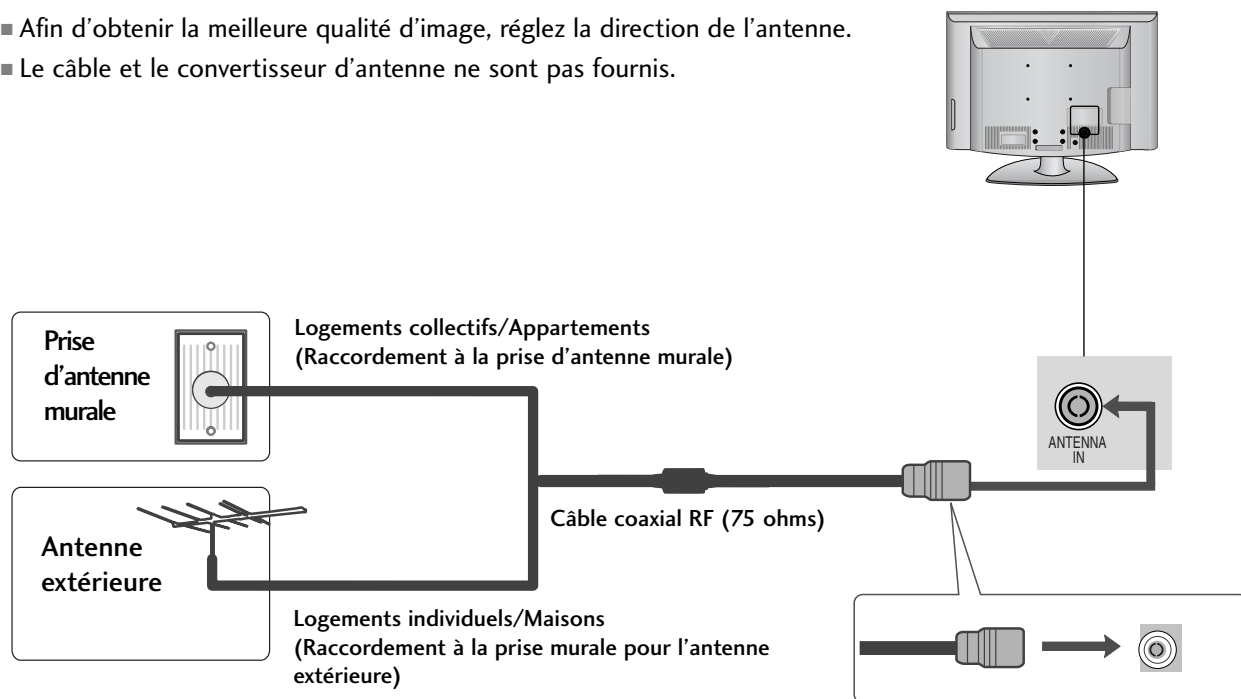 ■ Afin d'obtenir la meilleure qualité d'image, réglez la direction de l'antenne.
■ Le câble et le convertisseur d'antenne ne sont pas fournis.
Prise
d'antenne
murale
Logements collectifs/Appartements
(Raccordement à la prise d'antenne murale)
ANTENNA
IN
Câble coaxial RF (75 ohms)
Antenne
extérieure
Logements individuels/Maisons
(Raccordement à la prise murale pour l'antenne
extérieure)